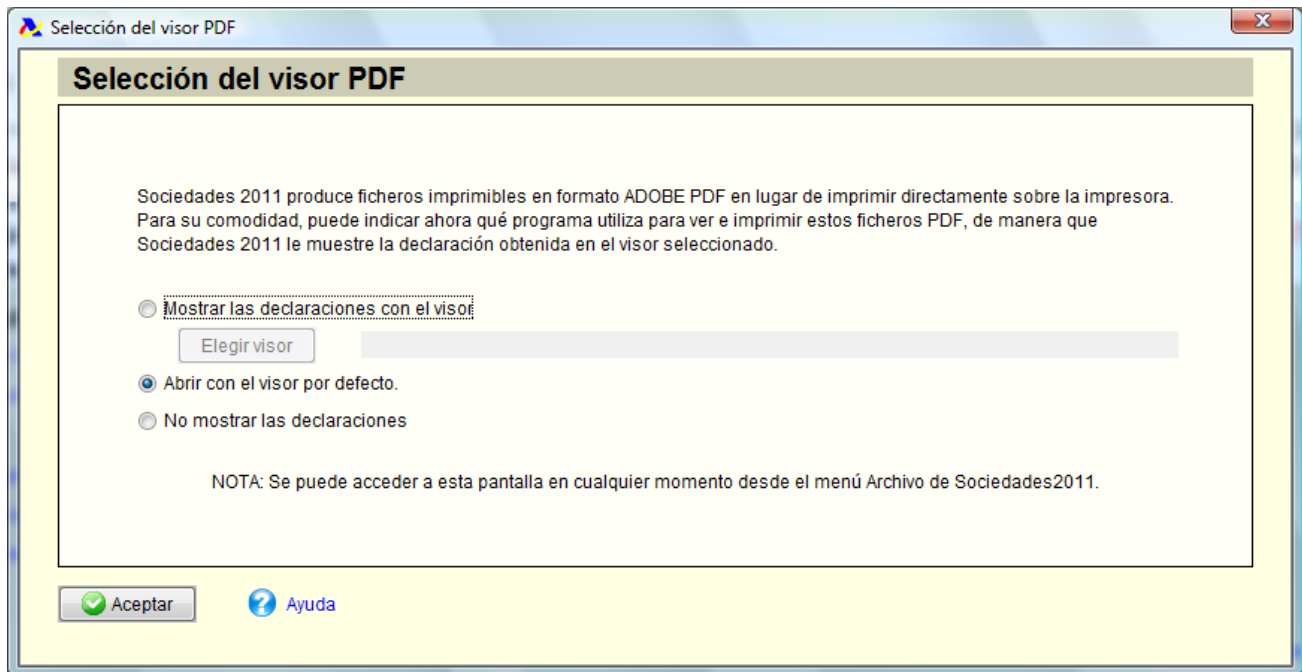 Selección del visor PDF
Selección del visor PDF
Sociedades 2011 produce ficheros imprimibles en formato ADOBE PDF en lugar de imprimir directamente sobre la impresora.
Para su comodidad, puede indicar ahora qué programa utiliza para ver e imprimir estos ficheros PDF, de manera que
Sociedades 2011 le muestre la declaración obtenida en el visor seleccionado.
Mostrar las declaraciones con el visor
Elegir visor
Abrir con el visor por defecto.
No mostrar las declaraciones
NOTA: Se puede acceder a esta pantalla en cualquier momento desde el menú Archivo de Sociedades2011.
Aceptar
Ayuda